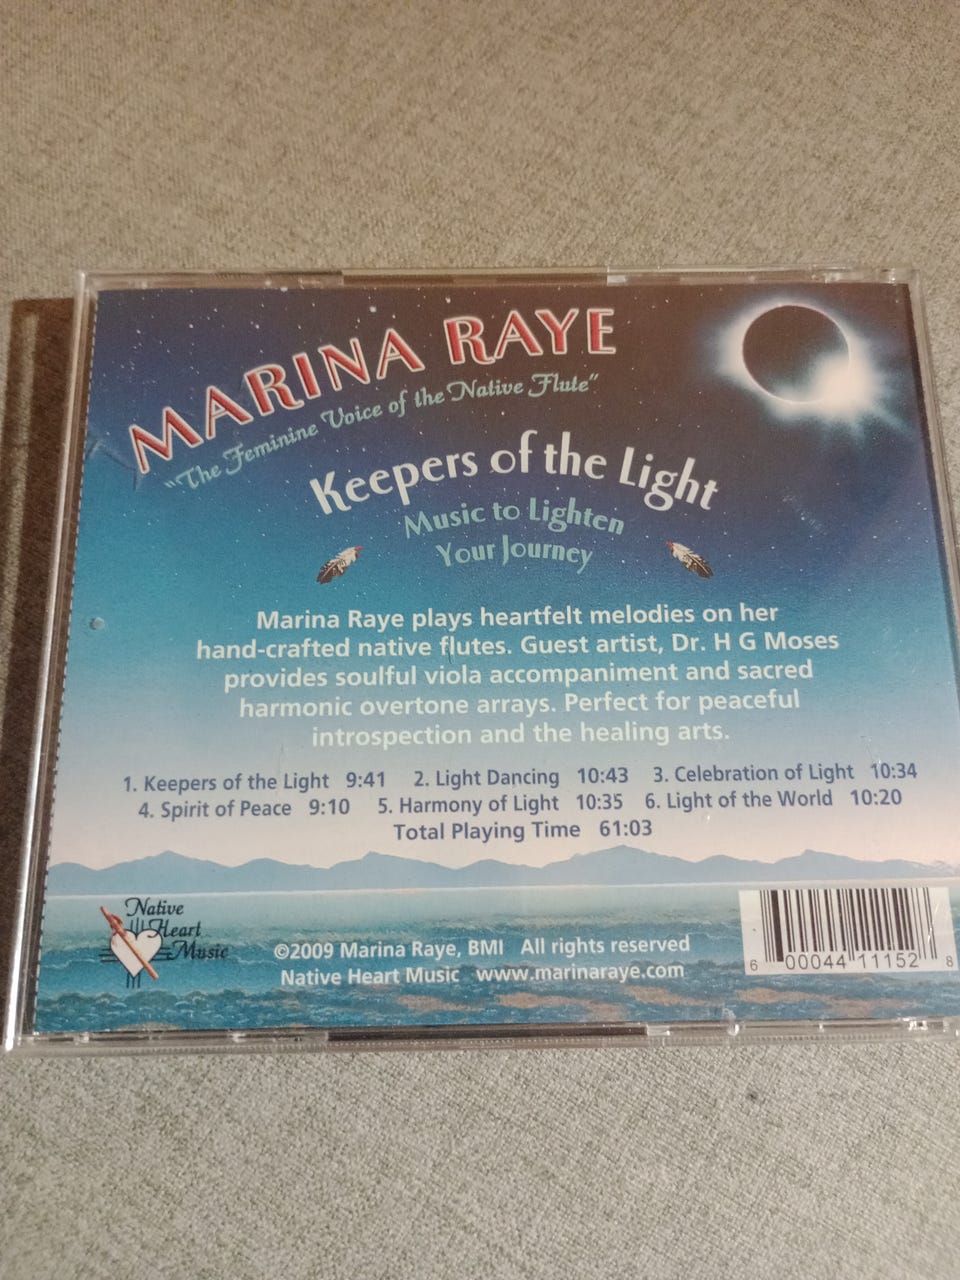 MARINA RAYE
"The Feminine Voice of the Native Flute"
Keepers of the Light
Music to Lighten
Your Journey
Marina Raye plays heartfelt melodies on her
hand-crafted native flutes. Guest artist, Dr. H G Moses
provides soulful viola accompaniment and sacred
harmonic overtone arrays. Perfect for peaceful
introspection and the healing arts.
1. Keepers of the Light 9:41 2. Light Dancing 10:43 3. Celebration of Light 10:34
4. Spirit of Peace 9:10 5. Harmony of Light 10:35 6. Light of the World 10:20
Total Playing Time 61:03
Native
Heart
Music
©2009 Marina Raye, BMI All rights reserved
Native Heart Music www.marinaraye.com
6 00044 11152 8